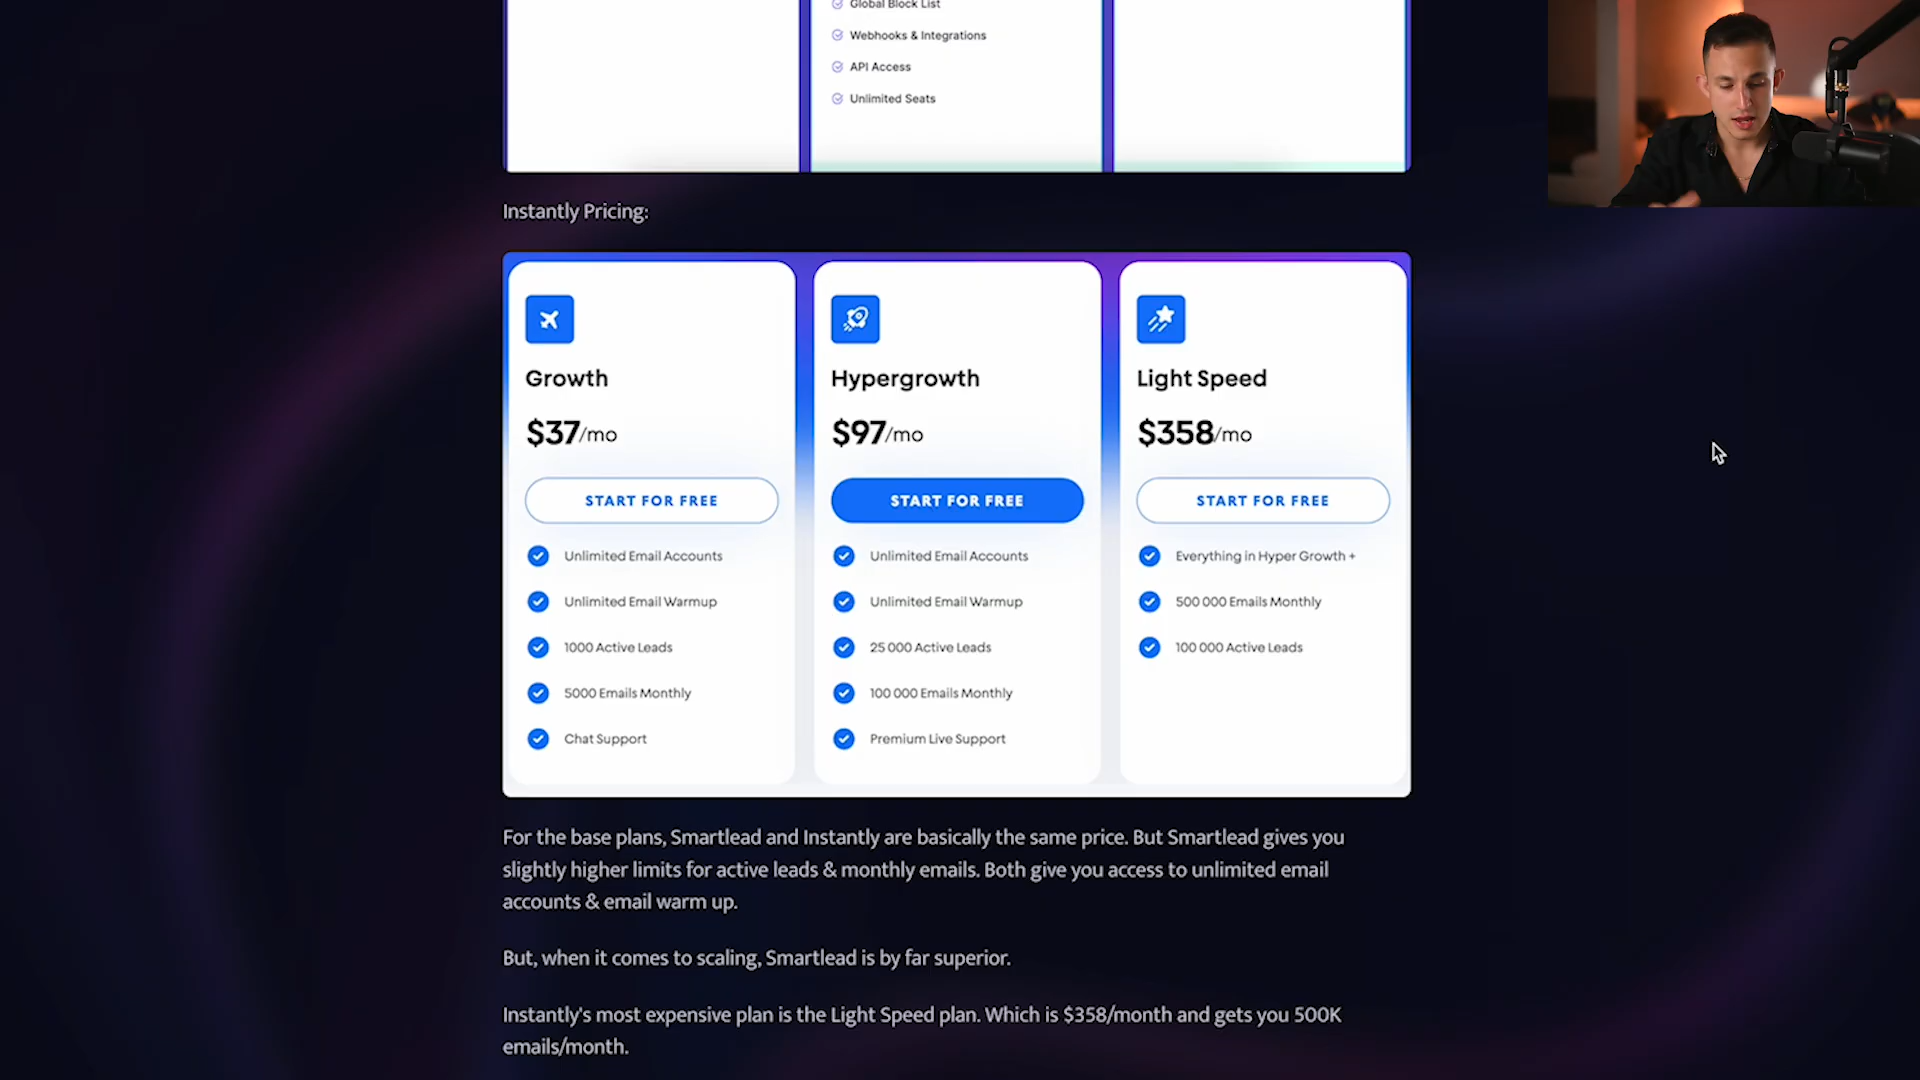 Global Block List
Webhooks & Integrations
API Access
Unlimited Seats
Instantly Pricing:
Growth
$37/mo
START FOR FREE
Unlimited Email Accounts
Unlimited Email Warmup
1000 Active Leads
5000 Emails Monthly
Chat Support
Hypergrowth
$97/mo
START FOR FREE
Unlimited Email Accounts
Unlimited Email Warmup
25 000 Active Leads
100 000 Emails Monthly
Premium Live Support
Light Speed
$358/mo
START FOR FREE
Everything in Hyper Growth +
500 000 Emails Monthly
100 000 Active Leads
For the base plans, Smartlead and Instantly are basically the same price. But Smartlead gives you
slightly higher limits for active leads & monthly emails. Both give you access to unlimited email
accounts & email warm up.
But, when it comes to scaling, Smartlead is by far superior.
Instantly's most expensive plan is the Light Speed plan. Which is $358/month and gets you 500K
emails/month.